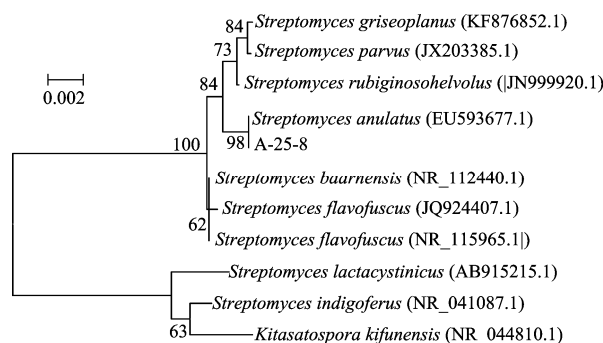 84
Streptomyces griseoplanus (KF876852.1)
73
Streptomyces parvus (JX203385.1)
84
Streptomyces rubiginosohelvolus (|JN999920.1)
0.002
Streptomyces anulatus (EU593677.1)
100
98 A-25-8
Streptomyces baarnensis (NR_112440.1)
Streptomyces flavofuscus (JQ924407.1)
62
Streptomyces flavofuscus (NR_115965.1|)
Streptomyces lactacystinicus (AB915215.1)
Streptomyces indigoferus (NR_041087.1)
63
Kitasatospora kifunensis (NR 044810.1)